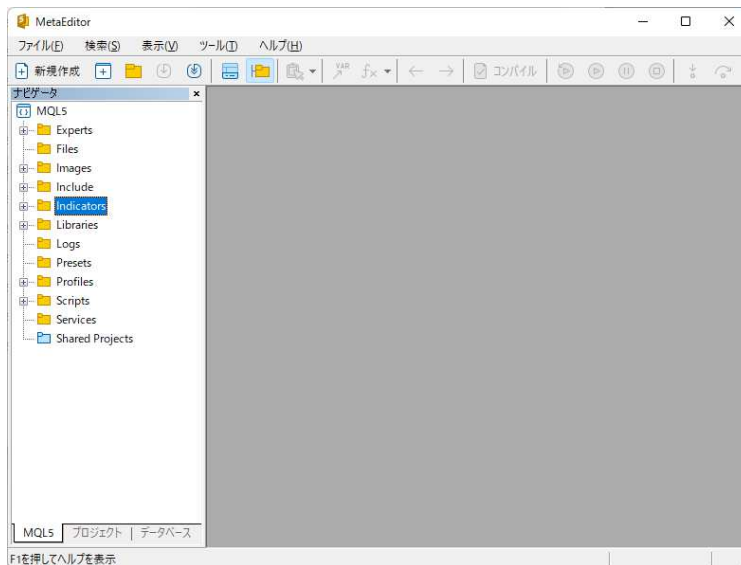 MetaEditor
ファイル(F) 検索(S) 表示(V) ツール(T) ヘルプ(H)
新規作成 VAR fx コンパイル
ナビゲータ ×
MQL5
Experts
Files
Images
Include
Indicators
Libraries
Logs
Presets
Profiles
Scripts
Services
Shared Projects
MQL5 プロジェクト | データベース
F1を押してヘルプを表示